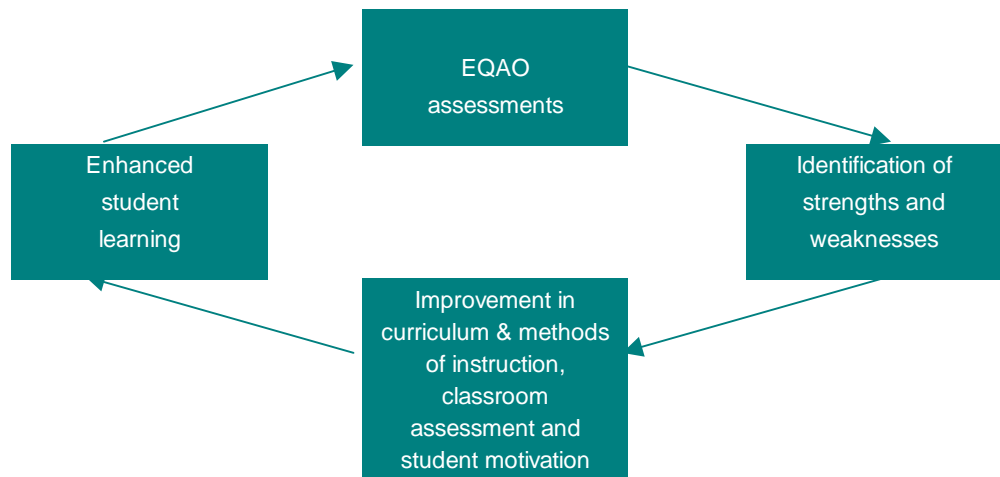 EQAO
assessments
Enhanced
student
learning
Identification of
strengths and
weaknesses
Improvement in
curriculum & methods
of instruction,
classroom
assessment and
student motivation